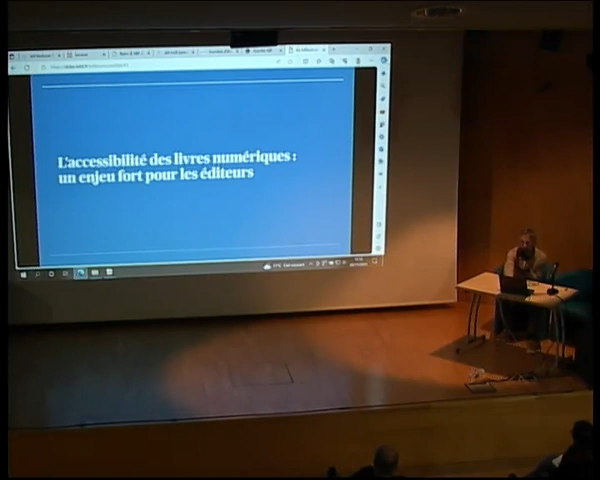 L'accessibilité des livres numériques :
un enjeu fort pour les éditeurs